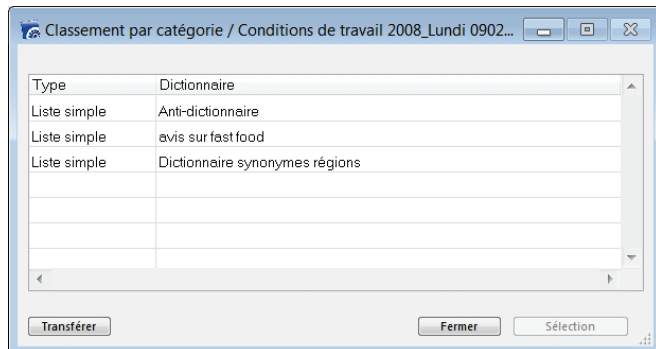 Classement par catégorie / Conditions de travail 2008_Lundi 0902...
Type Dictionnaire
Liste simple Anti-dictionnaire
Liste simple avis sur fast food
Liste simple Dictionnaire synonymes régions
Transférer Fermer Sélection